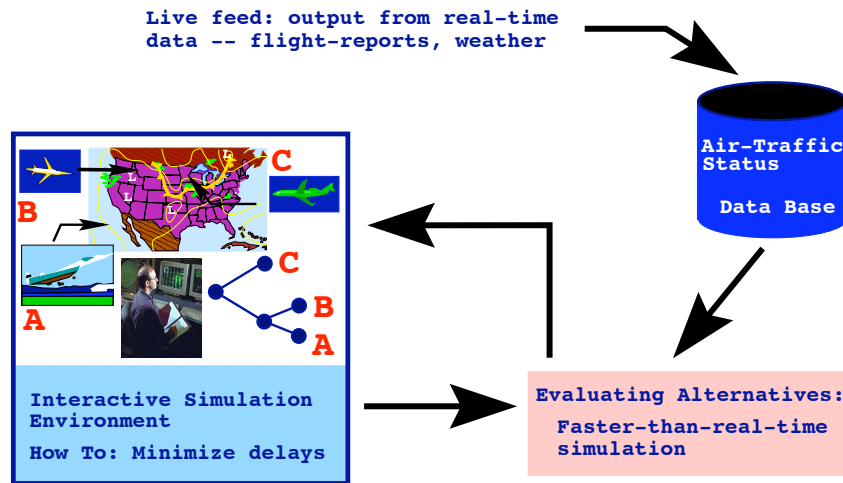 Live feed: output from real-time
data -- flight-reports, weather
Air-Traffic
Status
Data Base
C
B
A
L
L
L
L
C
B
A
Interactive Simulation
Environment
How To: Minimize delays
Evaluating Alternatives:
Faster-than-real-time
simulation